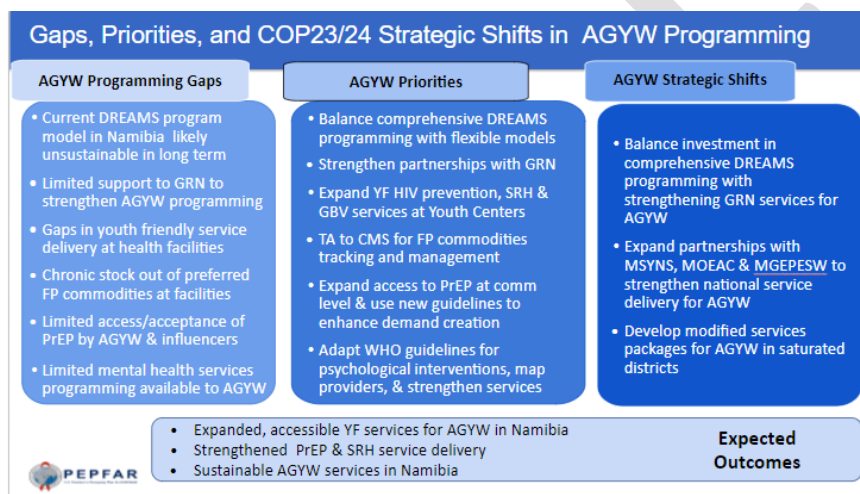 Gaps, Priorities, and COP23/24 Strategic Shifts in AGYW Programming
AGYW Programming Gaps
• Current DREAMS program
model in Namibia likely
unsustainable in long term
• Limited support to GRN to
strengthen AGYW programming
• Gaps in youth friendly service
delivery at health facilities
• Chronic stock out of preferred
FP commodities at facilities
• Limited access/acceptance of
PrEP by AGYW & influencers
• Limited mental health services
programming available to AGYW
AGYW Priorities
• Balance comprehensive DREAMS
programming with flexible models
• Strengthen partnerships with GRN
• Expand YF HIV prevention, SRH &
GBV services at Youth Centers
• TA to CMS for FP commodities
tracking and management
• Expand access to PrEP at comm
level & use new guidelines to
enhance demand creation
• Adapt WHO guidelines for
psychological interventions, map
providers, & strengthen services
AGYW Strategic Shifts
• Balance investment in
comprehensive DREAMS
programming with
strengthening GRN services for
AGYW
• Expand partnerships with
MSYNS, MOEAC & MGEPESW to
strengthen national service
delivery for AGYW
• Develop modified services
packages for AGYW in saturated
districts
• Expanded, accessible YF services for AGYW in Namibia
• Strengthened PrEP & SRH service delivery
• Sustainable AGYW services in Namibia
Expected
Outcomes
PEPFAR